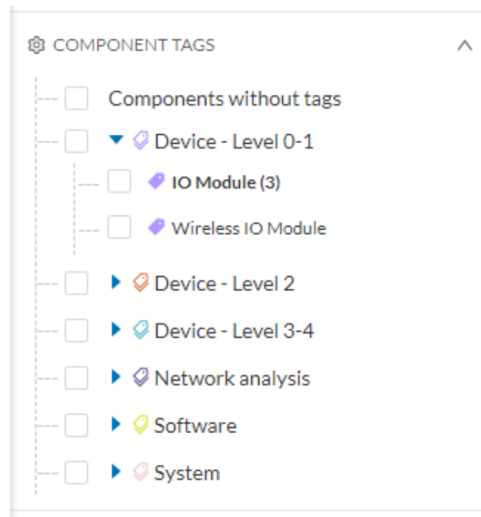 COMPONENT TAGS
Components without tags
Device - Level 0-1
IO Module (3)
Wireless IO Module
Device - Level 2
Device - Level 3-4
Network analysis
Software
System